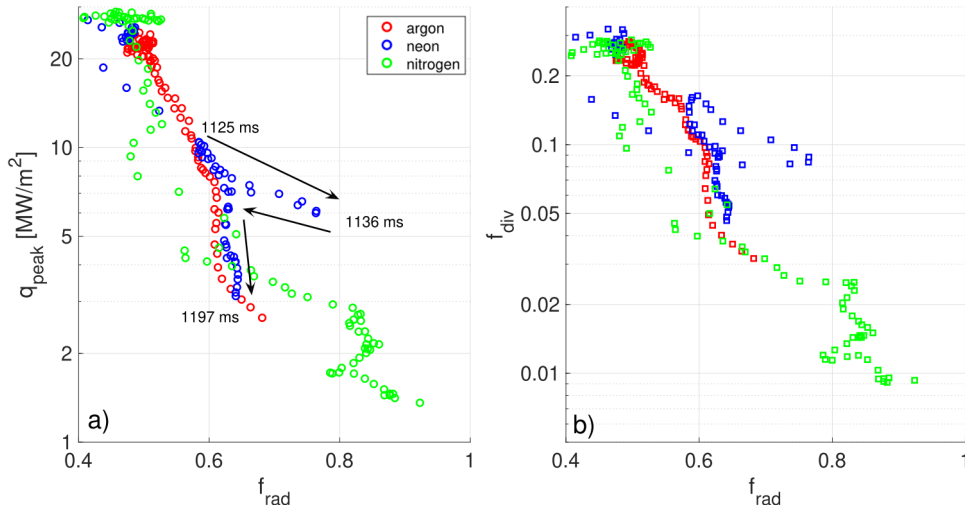 argon
neon
nitrogen
20
10
5
2
1
q_peak [MW/m²]
1125 ms
1136 ms
1197 ms
a)
0.4
0.6
0.8
1
f_rad
0.2
0.1
0.05
0.02
0.01
f_div
b)
0.4
0.6
0.8
1
f_rad